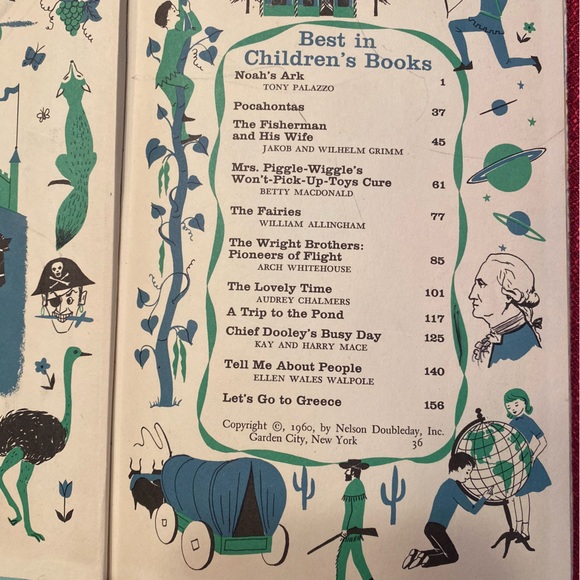 Best in
Children's Books
Noah's Ark 1
TONY PALAZZO
Pocahontas 37
The Fisherman
and His Wife 45
JAKOB AND WILHELM GRIMM
Mrs. Piggle-Wiggle's
Won't-Pick-Up-Toys Cure 61
BETTY MACDONALD
The Fairies 77
WILLIAM ALLINGHAM
The Wright Brothers:
Pioneers of Flight 85
ARCH WHITEHOUSE
The Lovely Time 101
AUDREY CHALMERS
A Trip to the Pond 117
Chief Dooley's Busy Day 125
KAY AND HARRY MACE
Tell Me About People 140
ELLEN WALES WALPOLE
Let's Go to Greece 156
Copyright ©, 1960, by Nelson Doubleday, Inc.
Garden City, New York 36